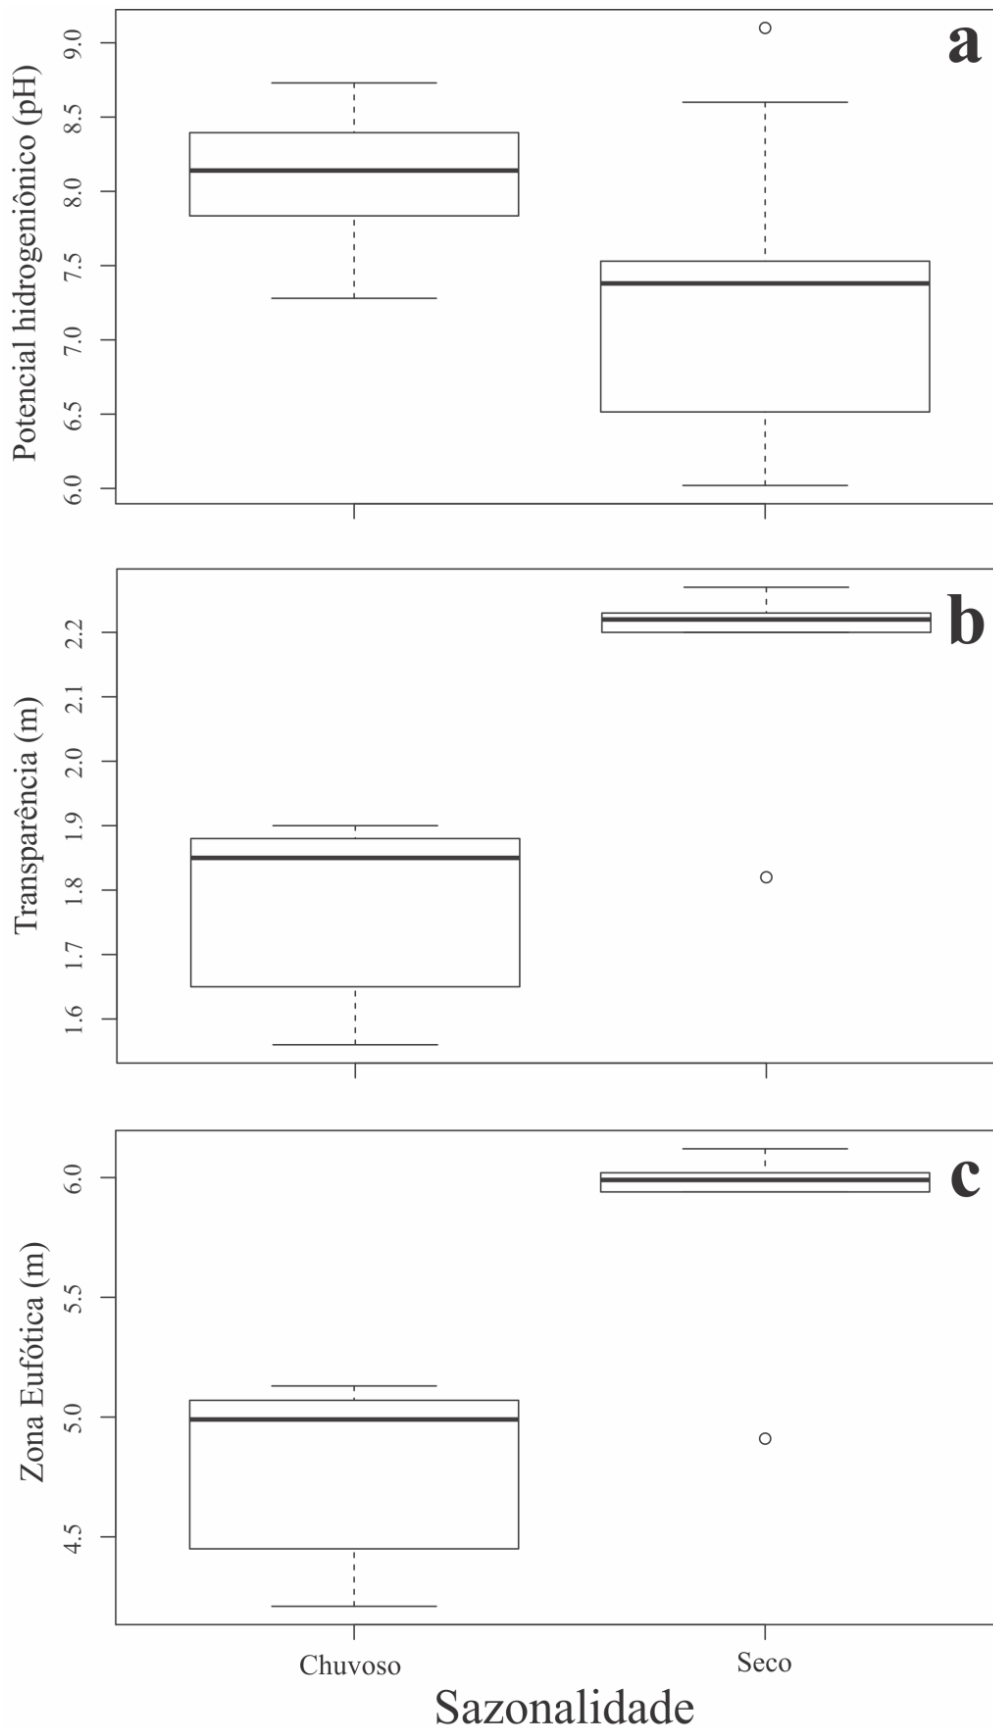 a
Potencial hidrogeniônico (pH)
9.0
8.5
8.0
7.5
7.0
6.5
6.0
b
Transparência (m)
2.2
2.1
2.0
1.9
1.8
1.7
1.6
c
Zona Eufótica (m)
6.0
5.5
5.0
4.5
Chuvoso Seco
Sazonalidade